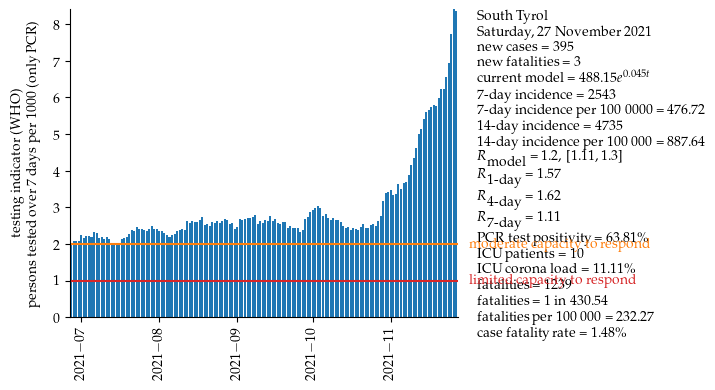 testing indicator (WHO)
persons tested over 7 days per 1000 (only PCR)
8
7
6
5
4
3
2
1
0
2021−07
2021−08
2021−09
2021−10
2021−11
South Tyrol
Saturday, 27 November 2021
new cases = 395
new fatalities = 3
current model = 488.15e^0.045t
7-day incidence = 2543
7-day incidence per 100 0000 = 476.72
14-day incidence = 4735
14-day incidence per 100 000 = 887.64
R_model = 1.2, [1.11, 1.3]
R_1-day = 1.57
R_4-day = 1.62
R_7-day = 1.11
PCR test positivity = 63.81%
moderate capacity to respond
ICU patients = 10
ICU corona load = 11.11%
limited capacity to respond
fatalities = 1239
fatalities = 1 in 430.54
fatalities per 100 000 = 232.27
case fatality rate = 1.48%